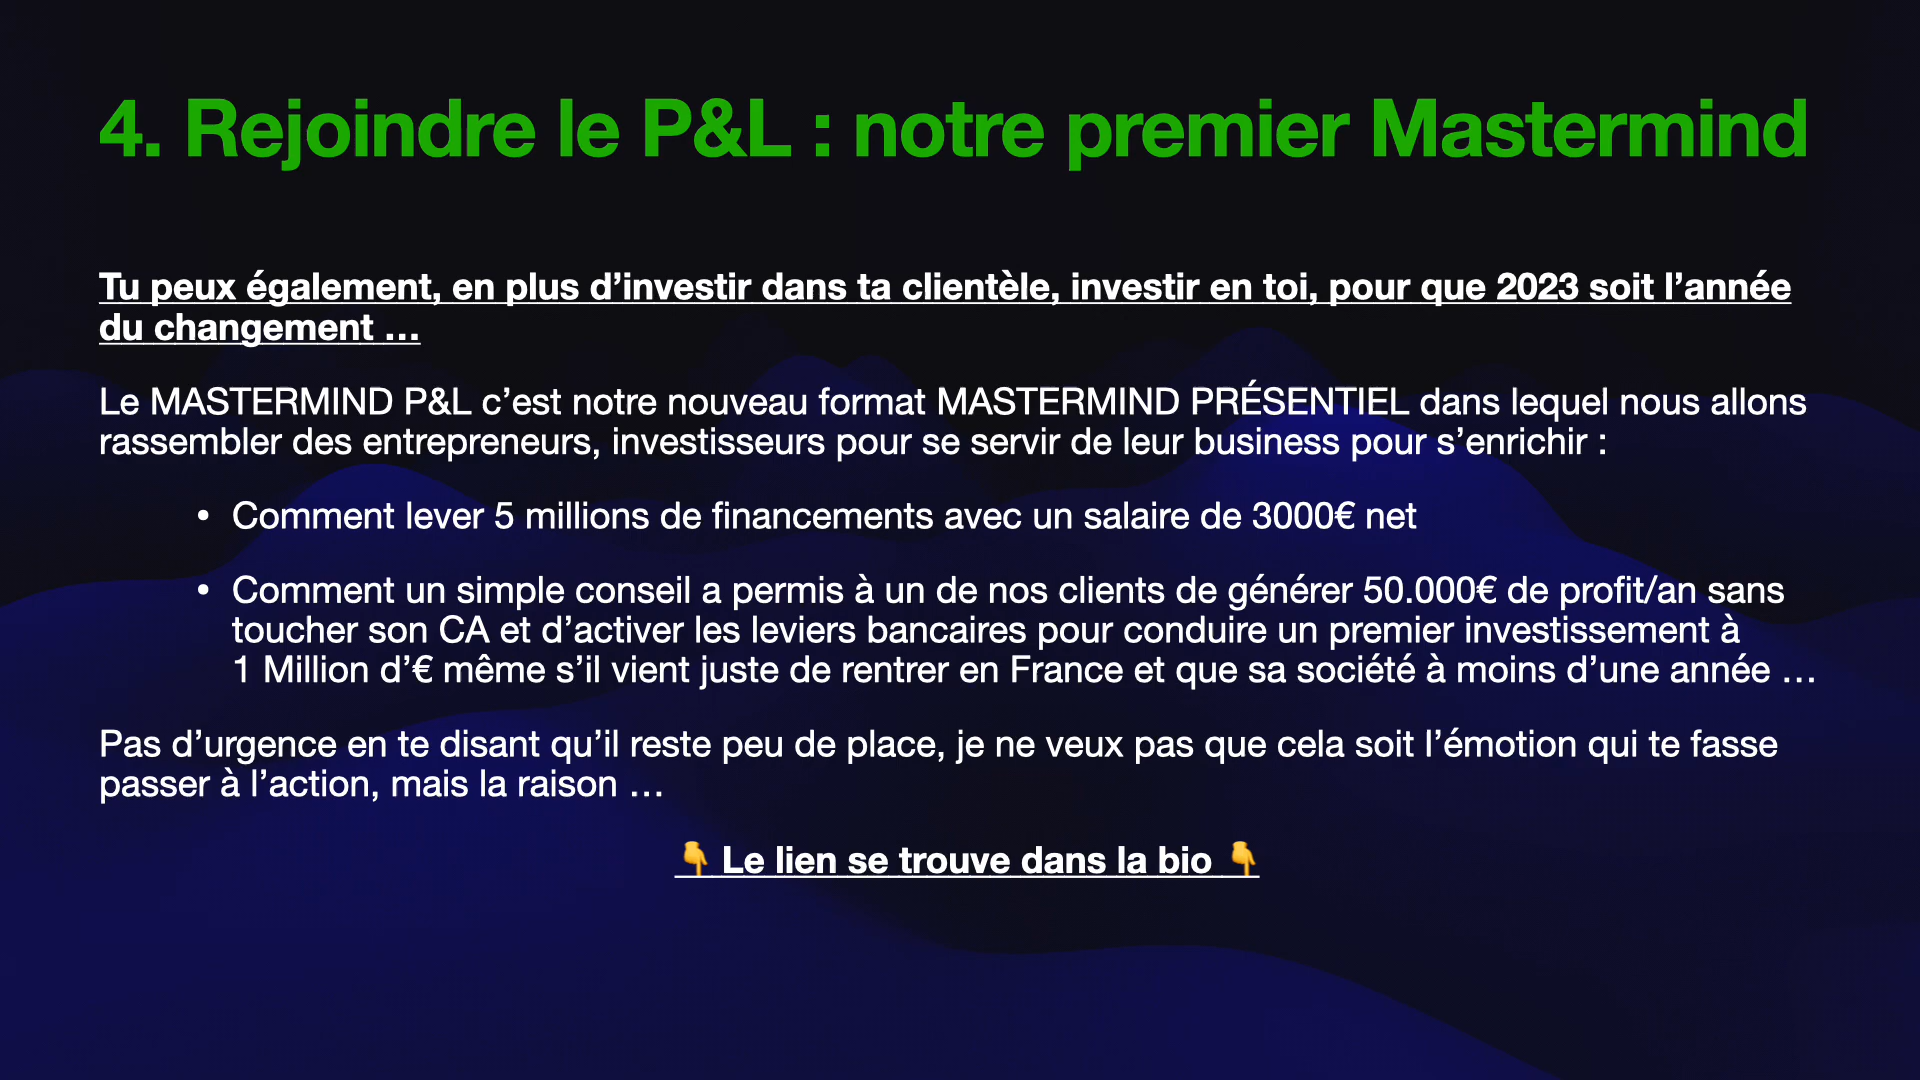 4. Rejoindre le P&L : notre premier Mastermind
Tu peux également, en plus d’investir dans ta clientèle, investir en toi, pour que 2023 soit l’année
du changement …
Le MASTERMIND P&L c’est notre nouveau format MASTERMIND PRÉSENTIEL dans lequel nous allons
rassembler des entrepreneurs, investisseurs pour se servir de leur business pour s’enrichir :
• Comment lever 5 millions de financements avec un salaire de 3000€ net
• Comment un simple conseil a permis à un de nos clients de générer 50.000€ de profit/an sans
toucher son CA et d’activer les leviers bancaires pour conduire un premier investissement à
1 Million d’€ même s’il vient juste de rentrer en France et que sa société à moins d’une année …
Pas d’urgence en te disant qu’il reste peu de place, je ne veux pas que cela soit l’émotion qui te fasse
passer à l’action, mais la raison …
👇 Le lien se trouve dans la bio 👇